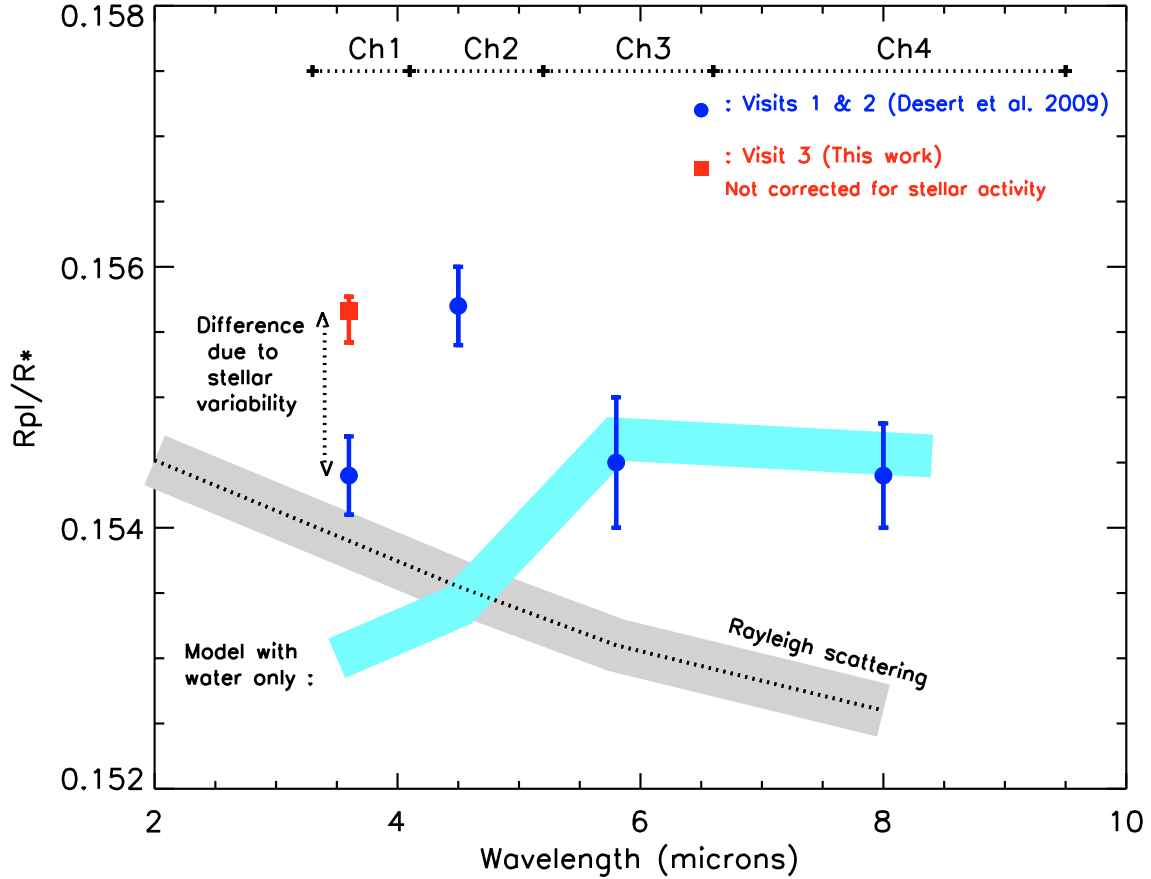 0.158
Ch1 Ch2 Ch3 Ch4
: Visits 1 & 2 (Desert et al. 2009)
: Visit 3 (This work)
Not corrected for stellar activity
0.156
Difference
due to
stellar
variability
Rpl/R*
0.154
Rayleigh scattering
Model with
water only :
0.152
2 4 6 8 10
Wavelength (microns)